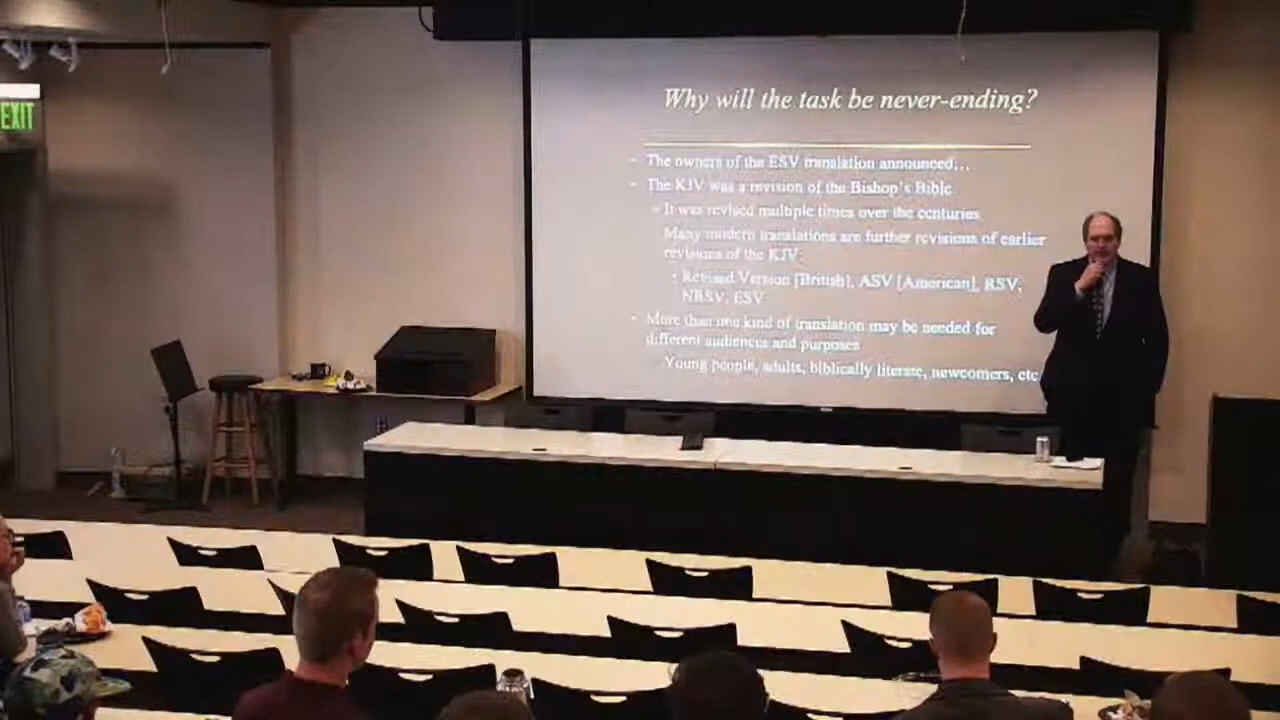 EXIT
Why will the task be never-ending?
- The owners of the ESV translation announced…
- The KJV was a revision of the Bishop's Bible
- It was revised multiple times over the centuries
Many modern translations are further revisions of earlier
revisions of the KJV:
• Revised Version [British], ASV [American], RSV,
NRSV, ESV
- More than one kind of translation may be needed for
different audiences and purposes
Young people, adults, biblically literate, newcomers, etc